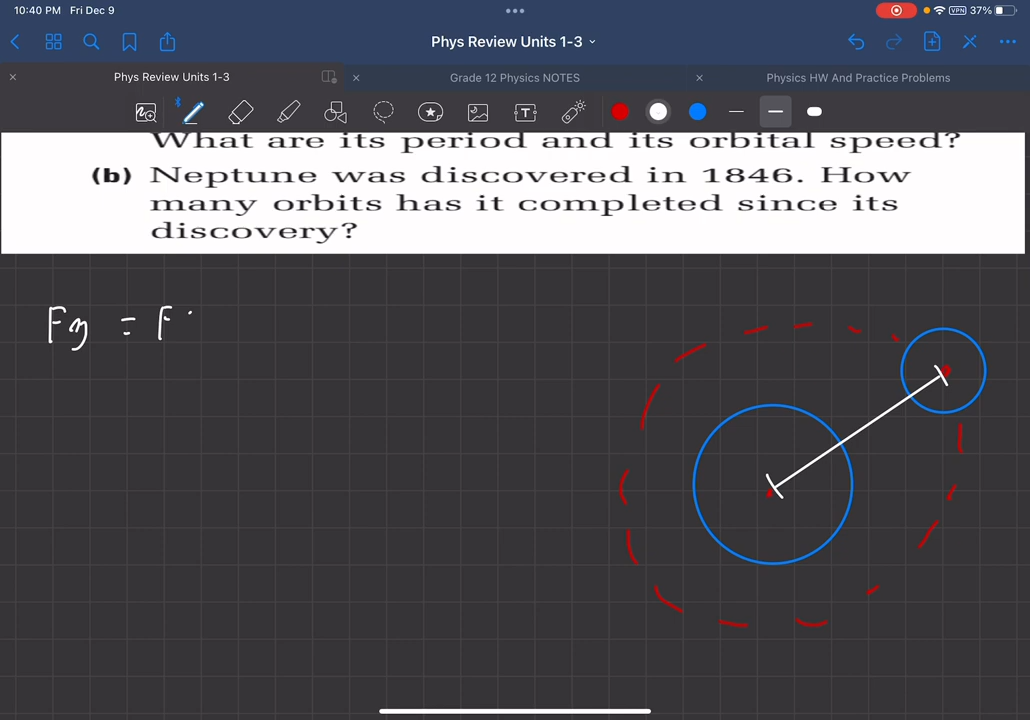 10:40 PM Fri Dec 9
VPN 37%
Phys Review Units 1-3
Phys Review Units 1-3
Grade 12 Physics NOTES
Physics HW And Practice Problems
What are its period and its orbital speed?
(b) Neptune was discovered in 1846. How
many orbits has it completed since its
discovery?
Fg = F